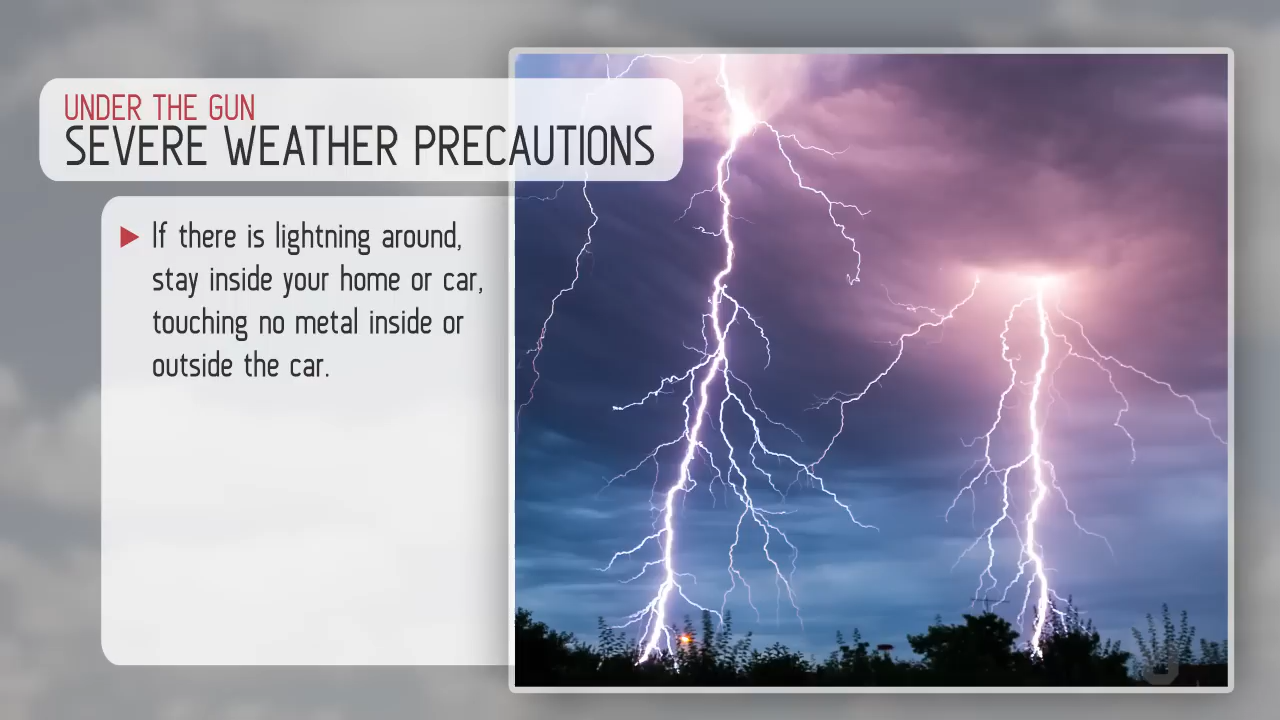 UNDER THE GUN
SEVERE WEATHER PRECAUTIONS
If there is lightning around,
stay inside your home or car,
touching no metal inside or
outside the car.